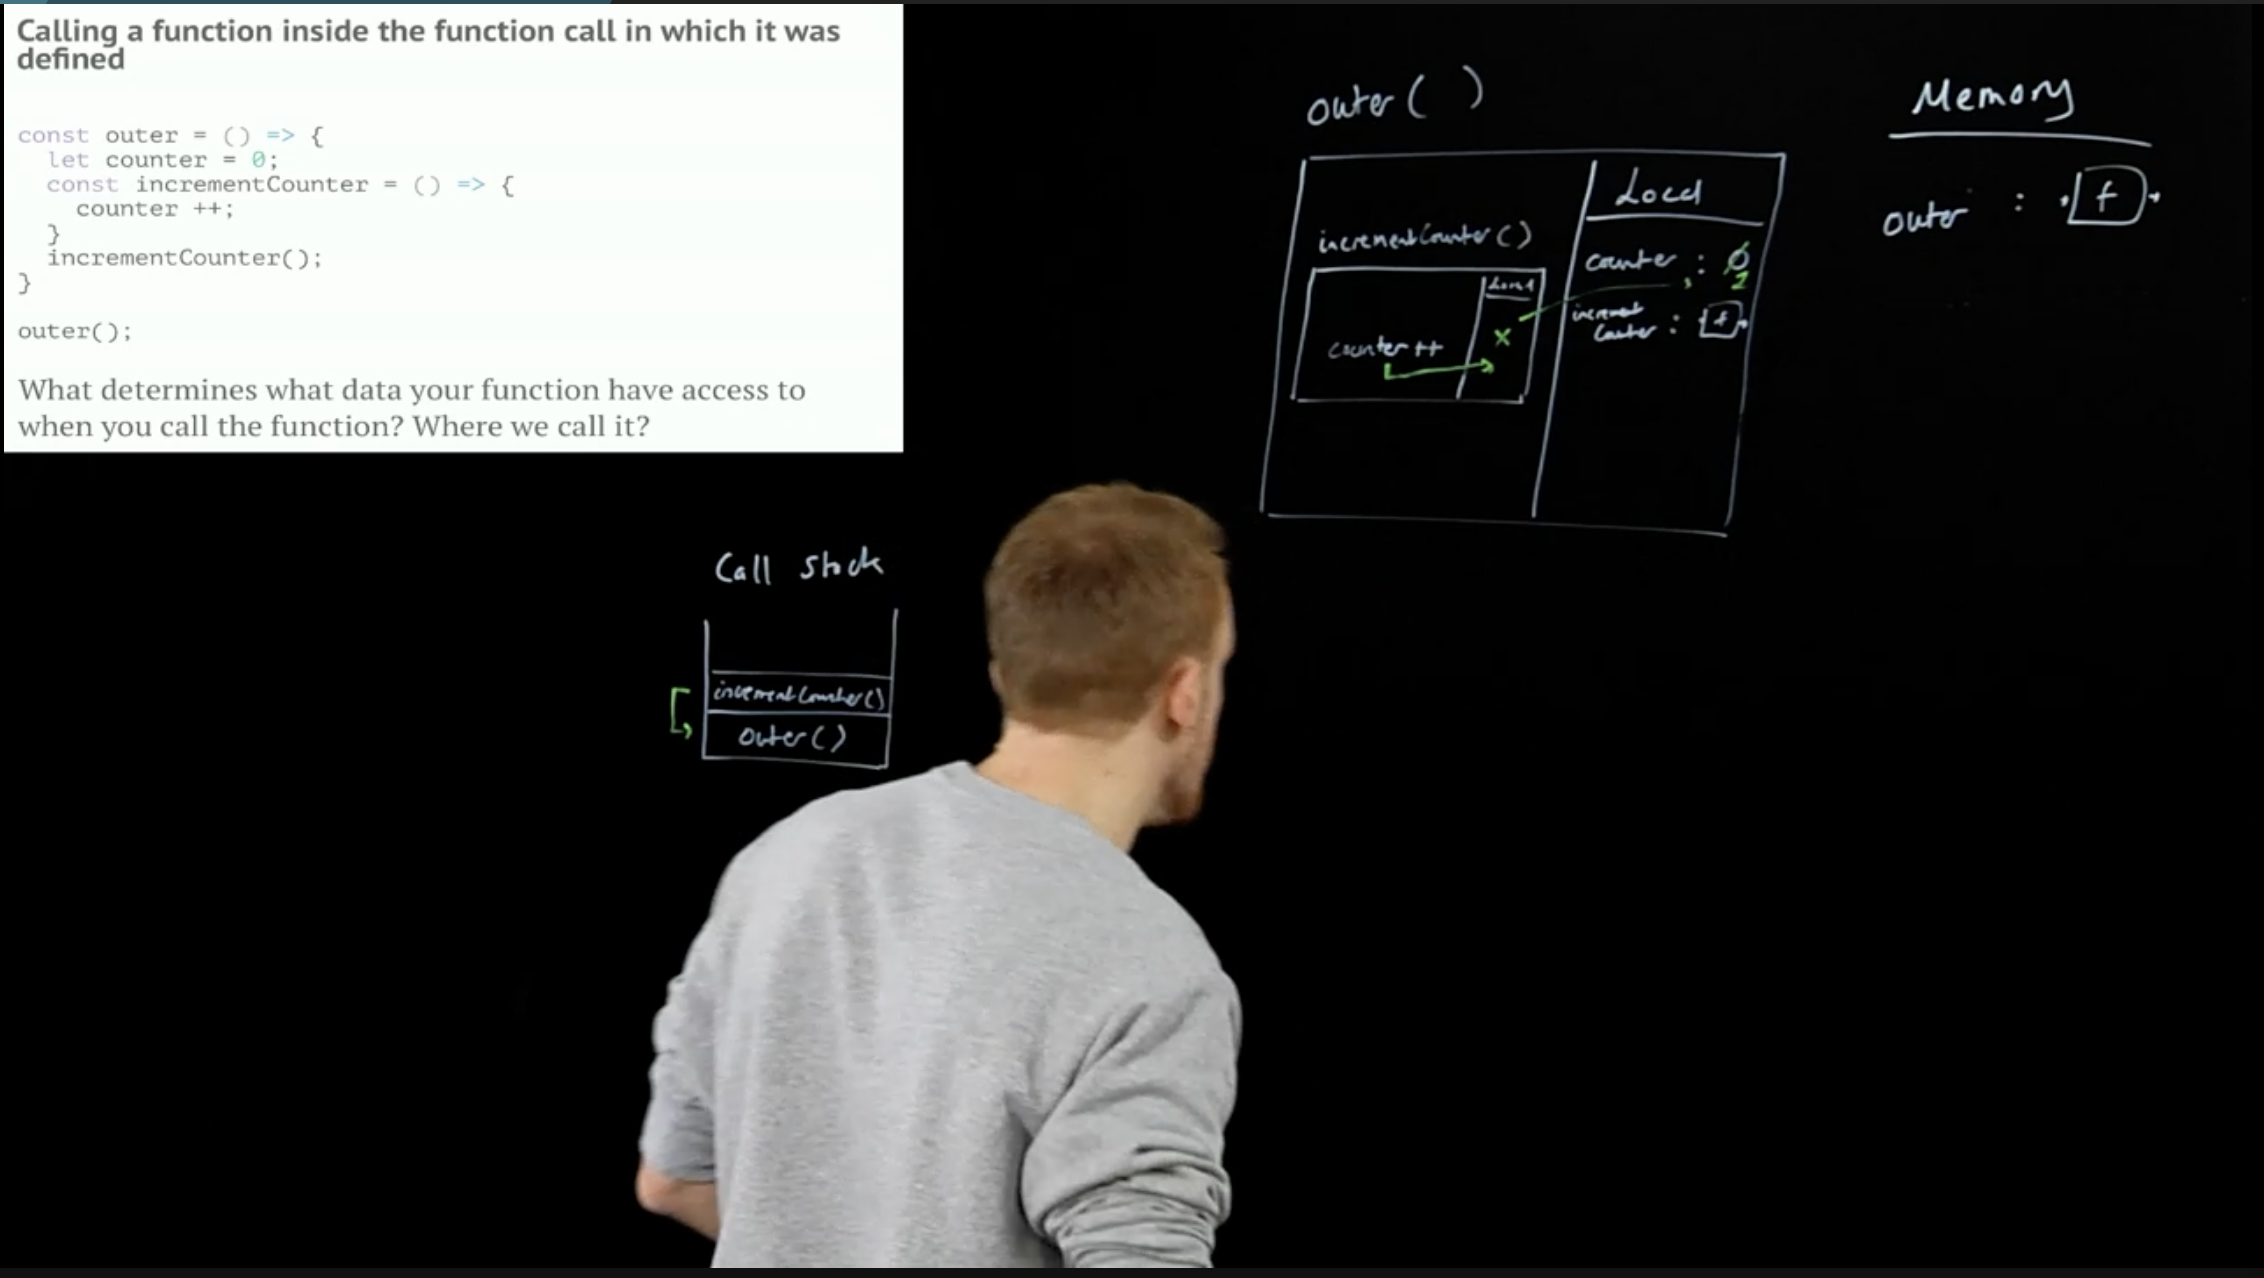 Calling a function inside the function call in which it was
defined
const outer = () => {
let counter = 0;
const incrementCounter = () => {
counter ++;
}
incrementCounter();
}
outer();
What determines what data your function have access to
when you call the function? Where we call it?
outer ( )
Memory
Local
outer : f
incrementCounter ( )
counter : 0
1
Local
increment
Counter : f
x
counter ++
Call Stack
incrementCounter()
outer ( )